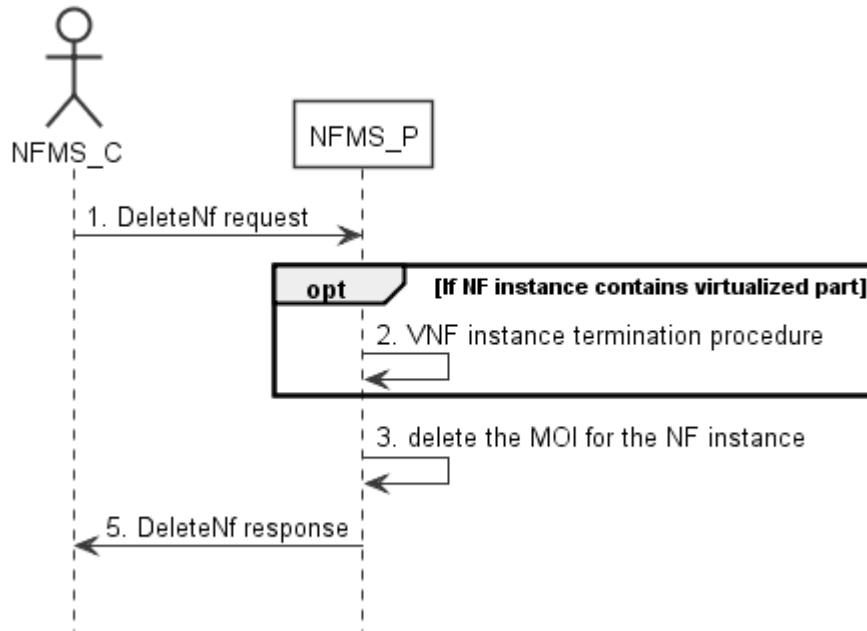 NFMS_C
NFMS_P
1. DeleteNf request
opt
[If NF instance contains virtualized part]
2. VNF instance termination procedure
3. delete the MOI for the NF instance
5. DeleteNf response